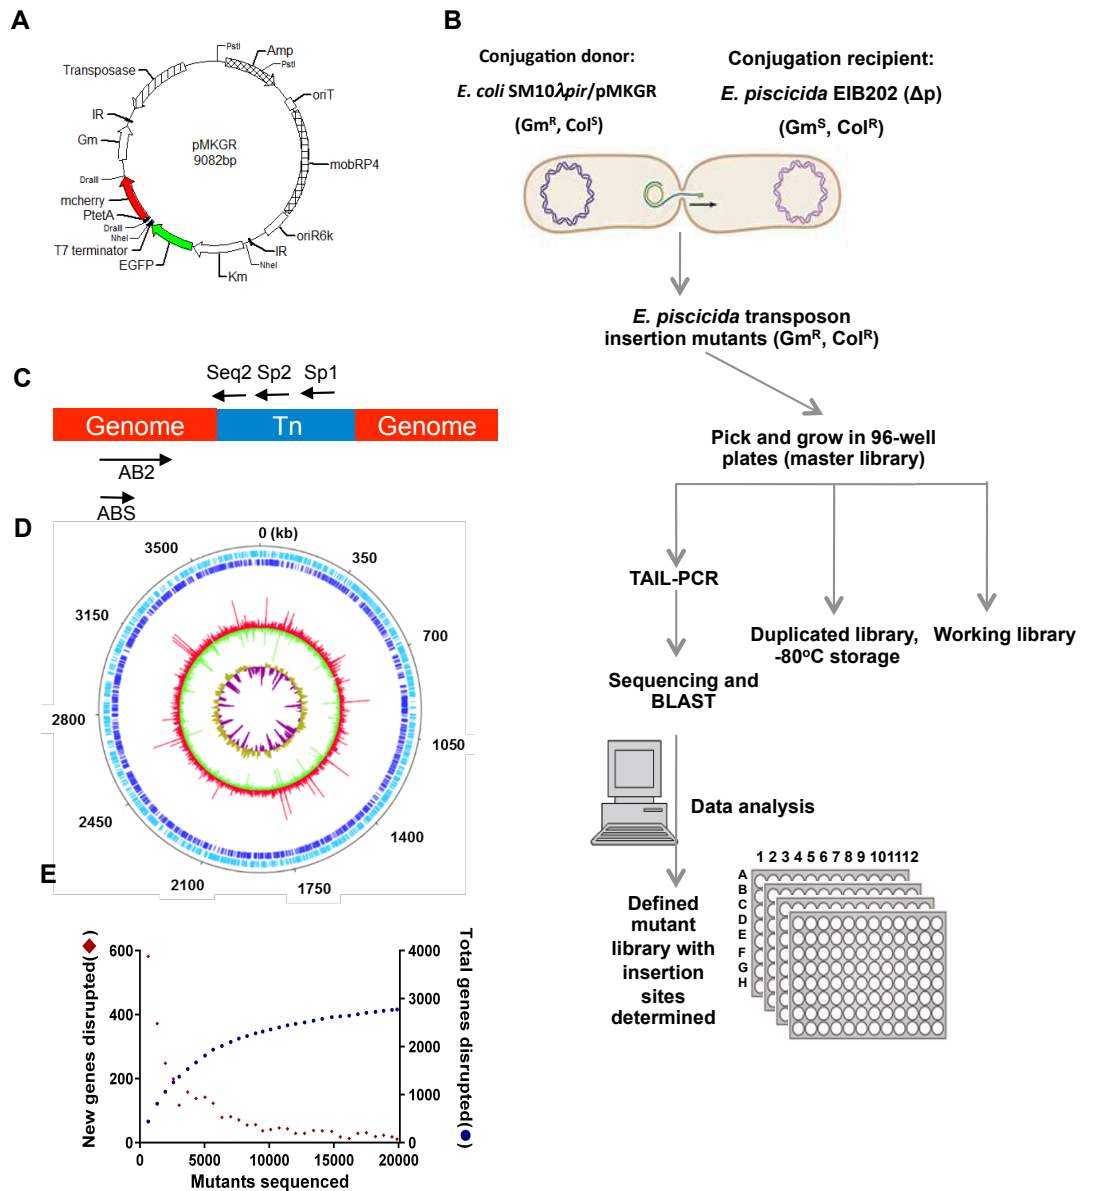 A
PstI
Amp
PstI
Transposase
oriT
IR
Gm
pMKGR
9082bp
mobRP4
DraIII
mcherry
PtetA
DraIII
NheI
T7 terminator
EGFP
Km
NheI
IR
oriR6k
B
Conjugation donor:
E. coli SM10λpir/pMKGR
(GmR, ColS)
Conjugation recipient:
E. piscicida EIB202 (Δp)
(GmS, ColR)
E. piscicida transposon
insertion mutants (GmR, ColR)
Pick and grow in 96-well
plates (master library)
TAIL-PCR
Duplicated library,
-80oC storage
Working library
Sequencing and
BLAST
Data analysis
Defined
mutant
library with
insertion
sites
determined
1 2 3 4 5 6 7 8 9 10 11 12
A
B
C
D
E
F
G
H
C
Seq2 Sp2 Sp1
Genome Tn Genome
AB2
ABS
D
0 (kb)
350
700
1050
1400
1750
2100
2450
2800
3150
3500
E
New genes disrupted(◆)
600
400
200
0
Total genes disrupted(●)
4000
3000
2000
1000
0
0 5000 10000 15000 20000
Mutants sequenced